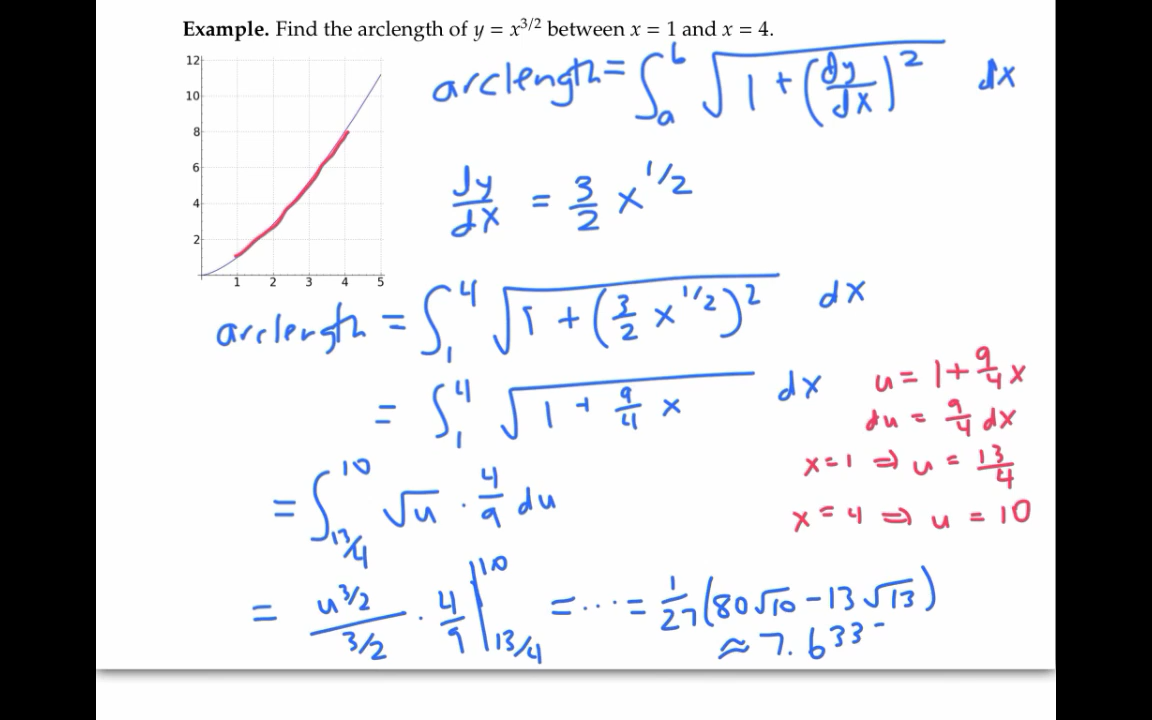 Example. Find the arclength of y = x^{3/2} between x = 1 and x = 4.
12
10
8
6
4
2
1 2 3 4 5
arclength = ∫_a^b √(1 + (dy/dx)^2) dx
dy/dx = 3/2 x^{1/2}
arclength = ∫_1^4 √(1 + (3/2 x^{1/2})^2) dx
= ∫_1^4 √(1 + 9/4 x) dx
u = 1 + 9/4 x
du = 9/4 dx
x=1 ⇒ u = 13/4
x = 4 ⇒ u = 10
= ∫_{13/4}^{10} √u · 4/9 du
= u^{3/2}/(3/2) · 4/9 |_{13/4}^{10} = ··· = 1/27 (80√10 - 13√13)
≈ 7.633